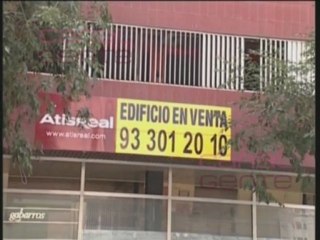 EDIFICIO EN VENTA
AtisReal
93 301 20 10
www.atisreal.com
gabarros